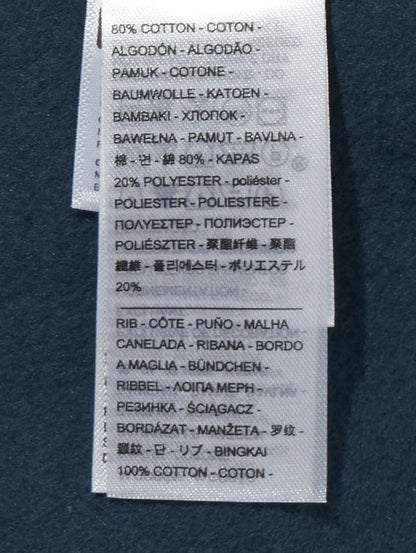 80% COTTON - COTON -
ALGODÓN - ALGODÃO -
PAMUK - COTONE -
BAUMWOLLE - KATOEN -
BAMBAKI - ХЛОПОК -
BAWEŁNA - PAMUT - BAVLNA -
棉 - 면 - 綿 80% - KAPAS
20% POLYESTER - poliéster -
POLIESTER - POLIESTERE -
ΠΟΛΥΕΣΤΕΡ - ПОЛИЭСТЕР -
POLIÉSZTER - 聚酯纤维 - 聚酯
纖維 - 폴리에스터 - ポリエステル
20%
RIB - CÔTE - PUÑO - MALHA
CANELADA - RIBANA - BORDO
A MAGLIA - BÜNDCHEN -
RIBBEL - ΛΟΙΠΑ ΜΕΡΗ -
РЕЗИНКА - ŚCIĄGACZ -
BORDÁZAT - MANŽETA - 罗纹 -
羅紋 - 단 - リブ - BINGKAI
100% COTTON - COTON -